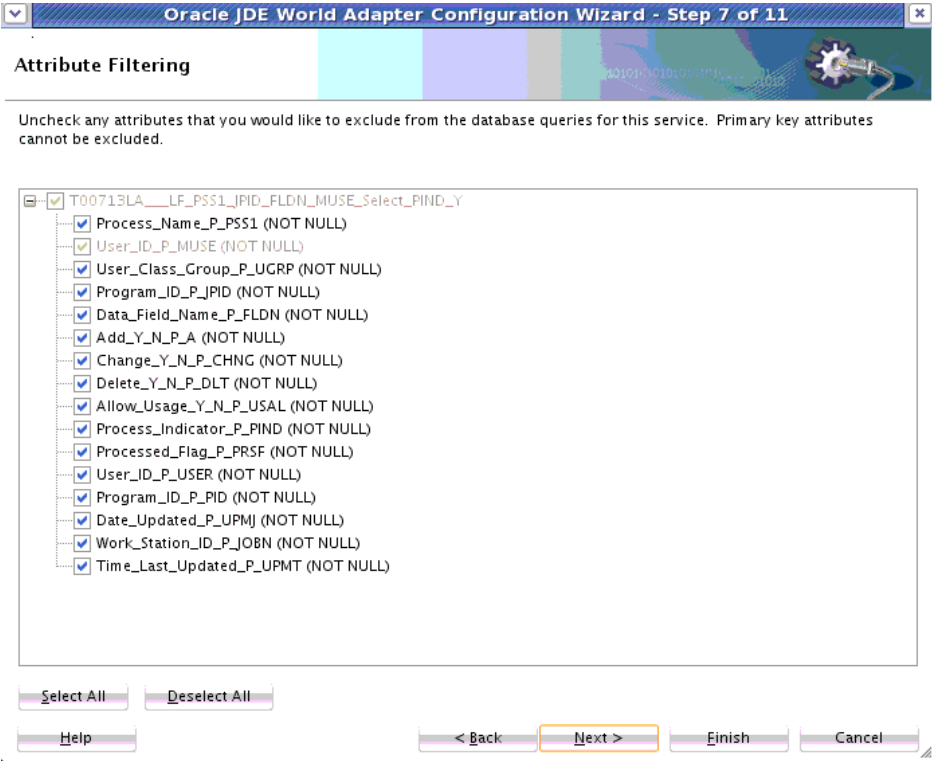 Oracle JDE World Adapter Configuration Wizard - Step 7 of 11
Attribute Filtering
Uncheck any attributes that you would like to exclude from the database queries for this service. Primary key attributes
cannot be excluded.
T00713LA___LF_PSS1_JPID_FLDN_MUSE_Select_PIND_Y
Process_Name_P_PSS1 (NOT NULL)
User_ID_P_MUSE (NOT NULL)
User_Class_Group_P_UGRP (NOT NULL)
Program_ID_P_JPID (NOT NULL)
Data_Field_Name_P_FLDN (NOT NULL)
Add_Y_N_P_A (NOT NULL)
Change_Y_N_P_CHNG (NOT NULL)
Delete_Y_N_P_DLT (NOT NULL)
Allow_Usage_Y_N_P_USAL (NOT NULL)
Process_Indicator_P_PIND (NOT NULL)
Processed_Flag_P_PRSF (NOT NULL)
User_ID_P_USER (NOT NULL)
Program_ID_P_PID (NOT NULL)
Date_Updated_P_UPMJ (NOT NULL)
Work_Station_ID_P_JOBN (NOT NULL)
Time_Last_Updated_P_UPMT (NOT NULL)
Select All Deselect All
Help < Back Next > Finish Cancel